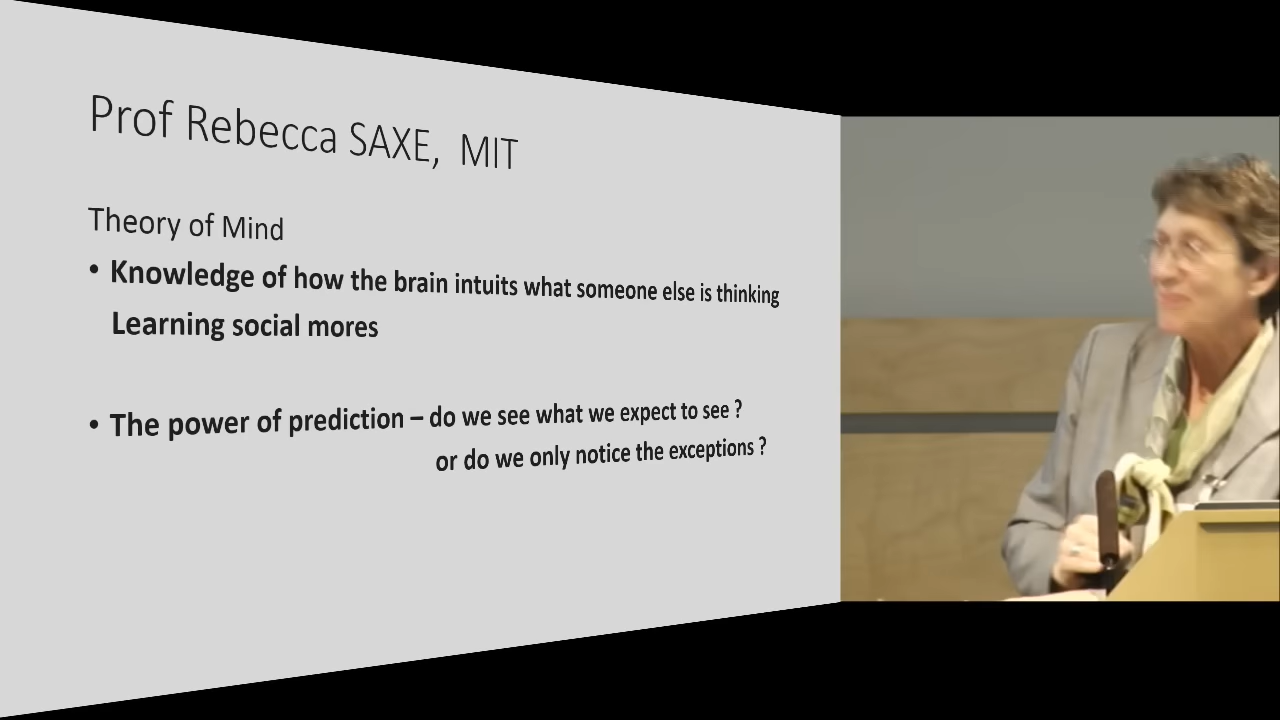 Prof Rebecca SAXE, MIT
Theory of Mind
• Knowledge of how the brain intuits what someone else is thinking
Learning social mores
• The power of prediction – do we see what we expect to see ?
or do we only notice the exceptions ?